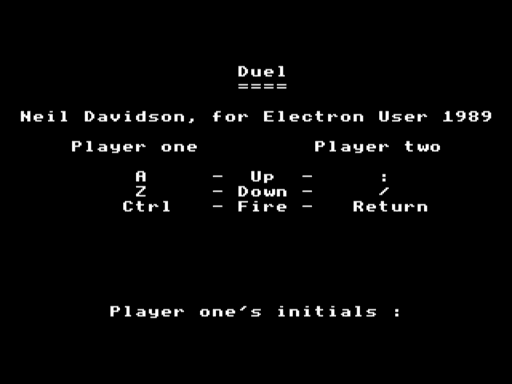 Duel
====
Neil Davidson, for Electron User 1989
Player one Player two
A - Up - :
Z - Down - /
Ctrl - Fire - Return
Player one's initials :